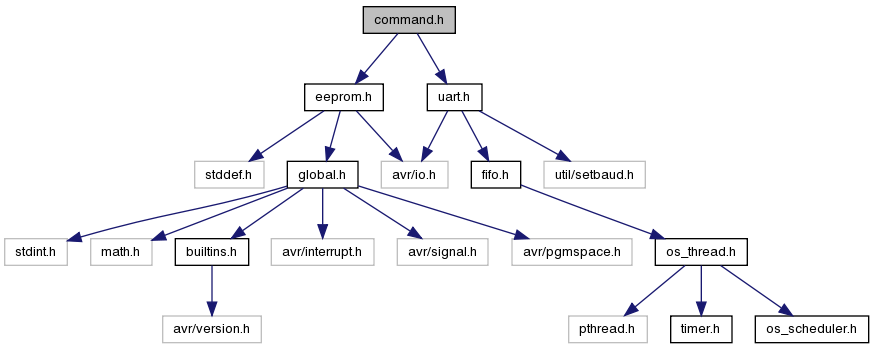 command.h
eeprom.h
uart.h
stddef.h
global.h
avr/io.h
fifo.h
util/setbaud.h
stdint.h
math.h
builtins.h
avr/interrupt.h
avr/signal.h
avr/pgmspace.h
os_thread.h
avr/version.h
pthread.h
timer.h
os_scheduler.h